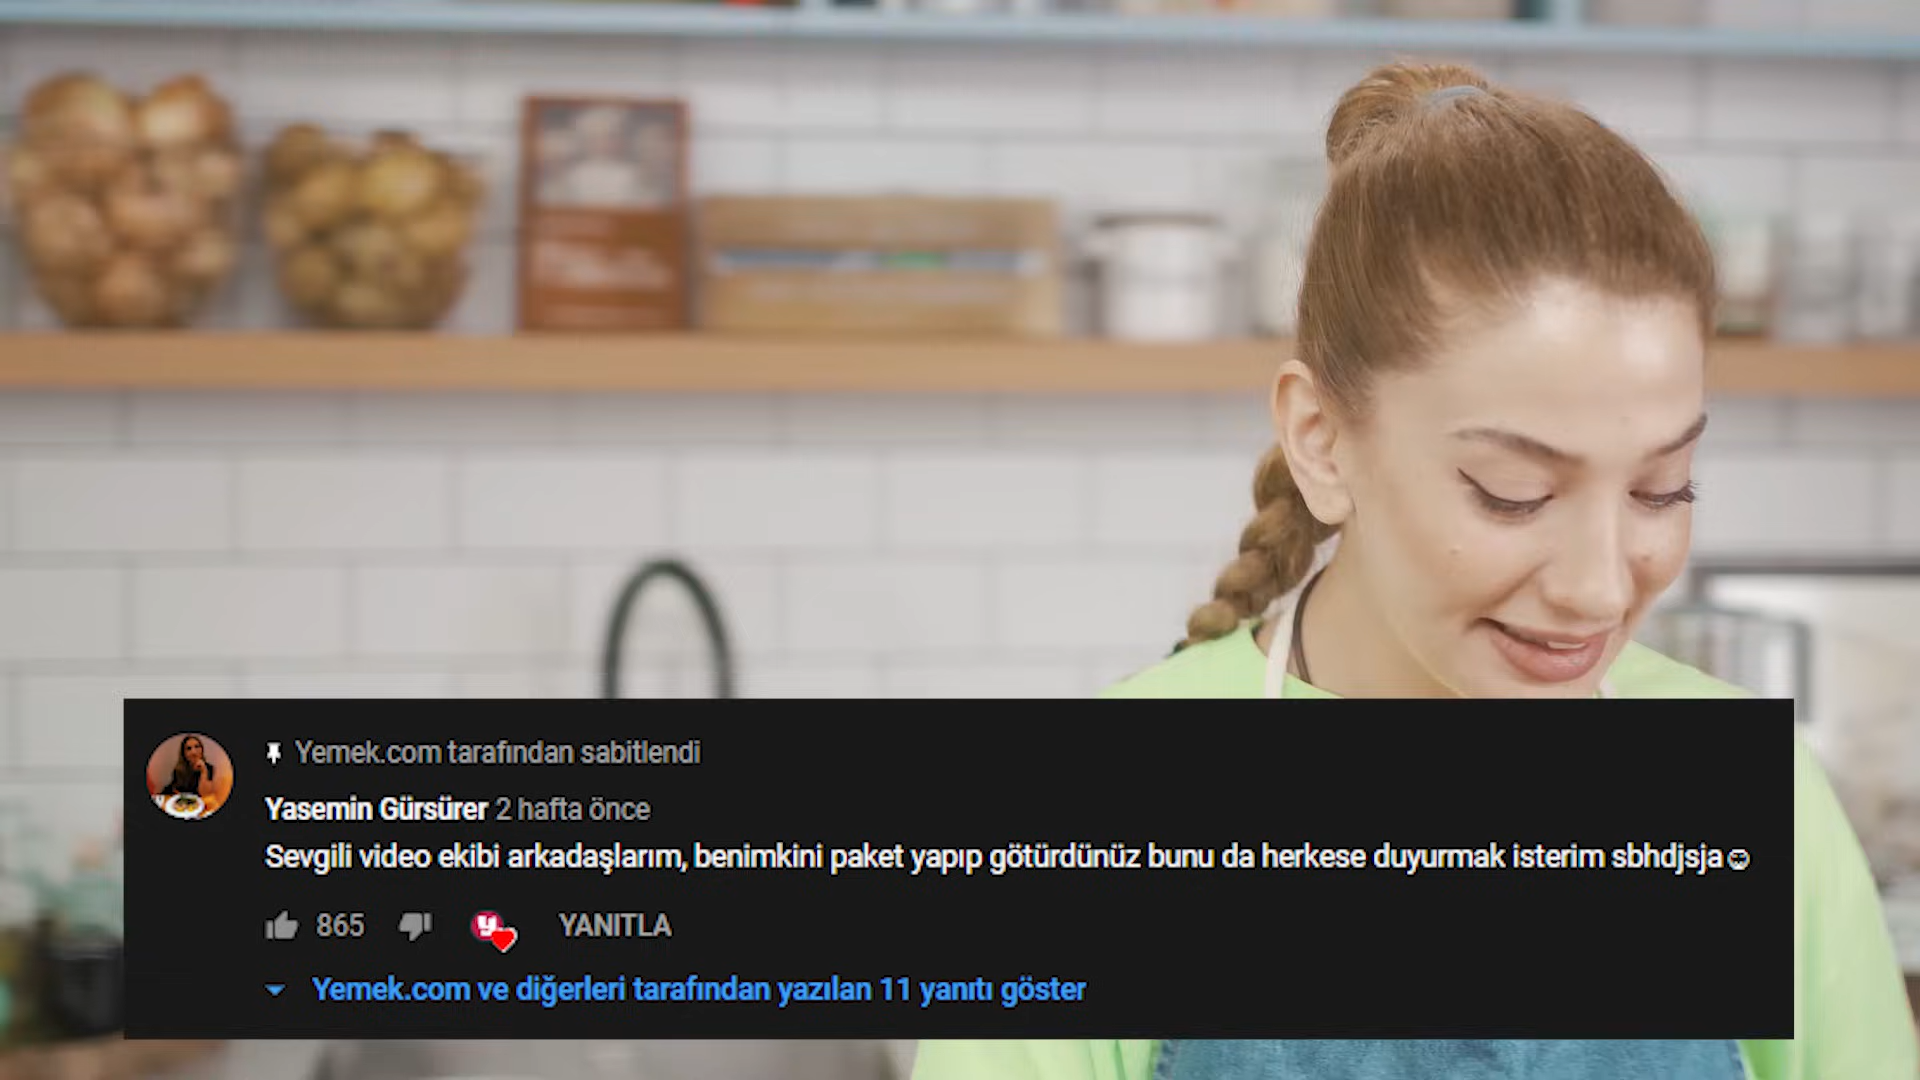 Yemek.com tarafından sabitlendi
Yasemin Gürsürer 2 hafta önce
Sevgili video ekibi arkadaşlarım, benimkini paket yapıp götürdünüz bunu da herkese duyurmak isterim sbhdjsja
865 YANITLA
Yemek.com ve diğerleri tarafından yazılan 11 yanıtı göster